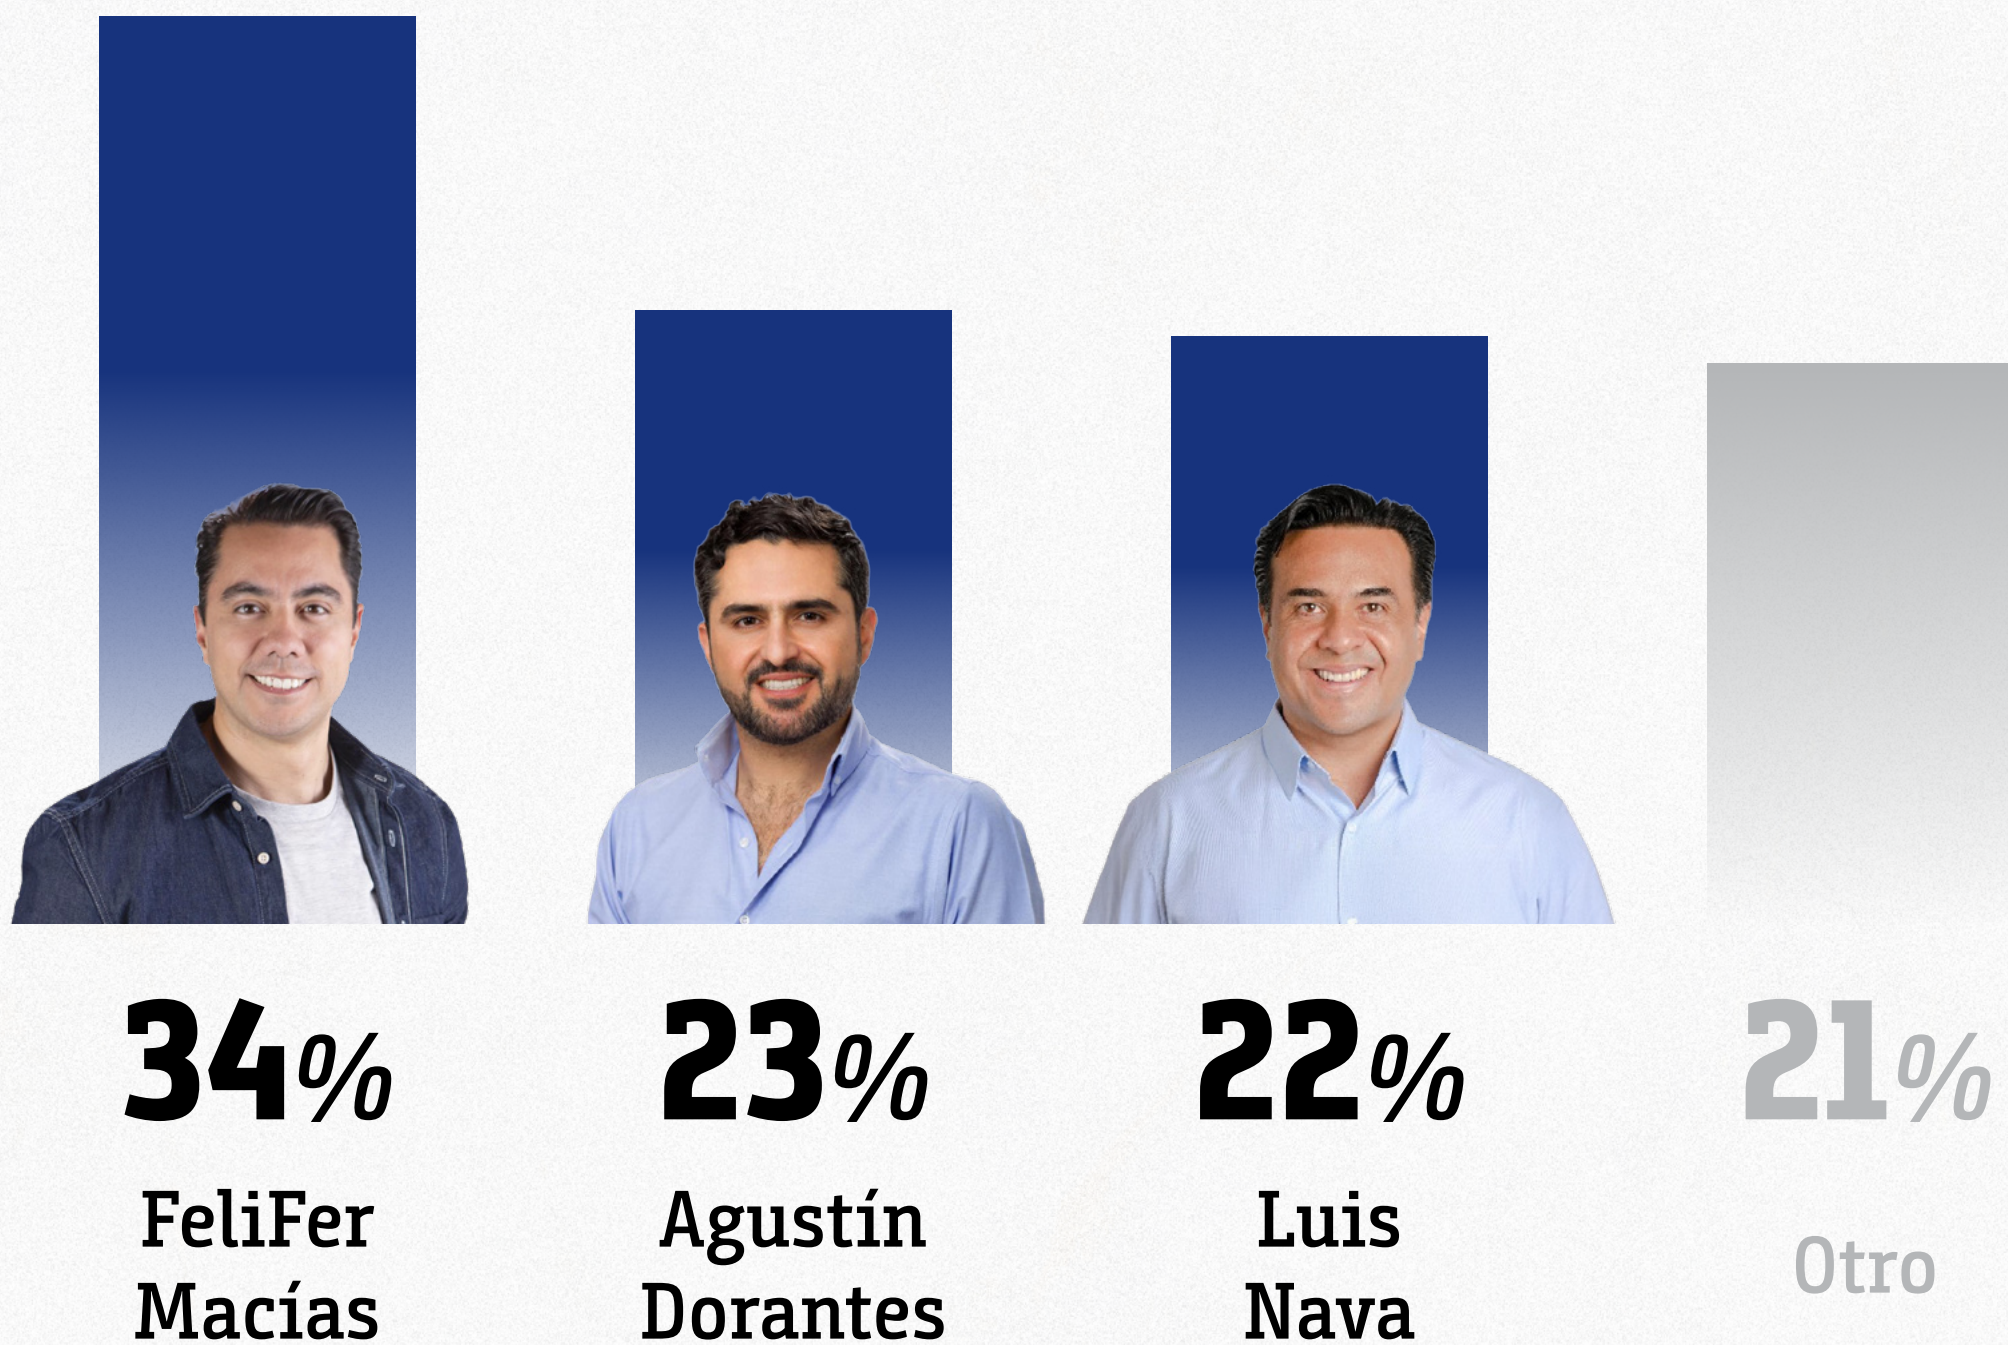 34%
23%
22%
21%
FeliFer
Macías
Agustín
Dorantes
Luis
Nava
Otro